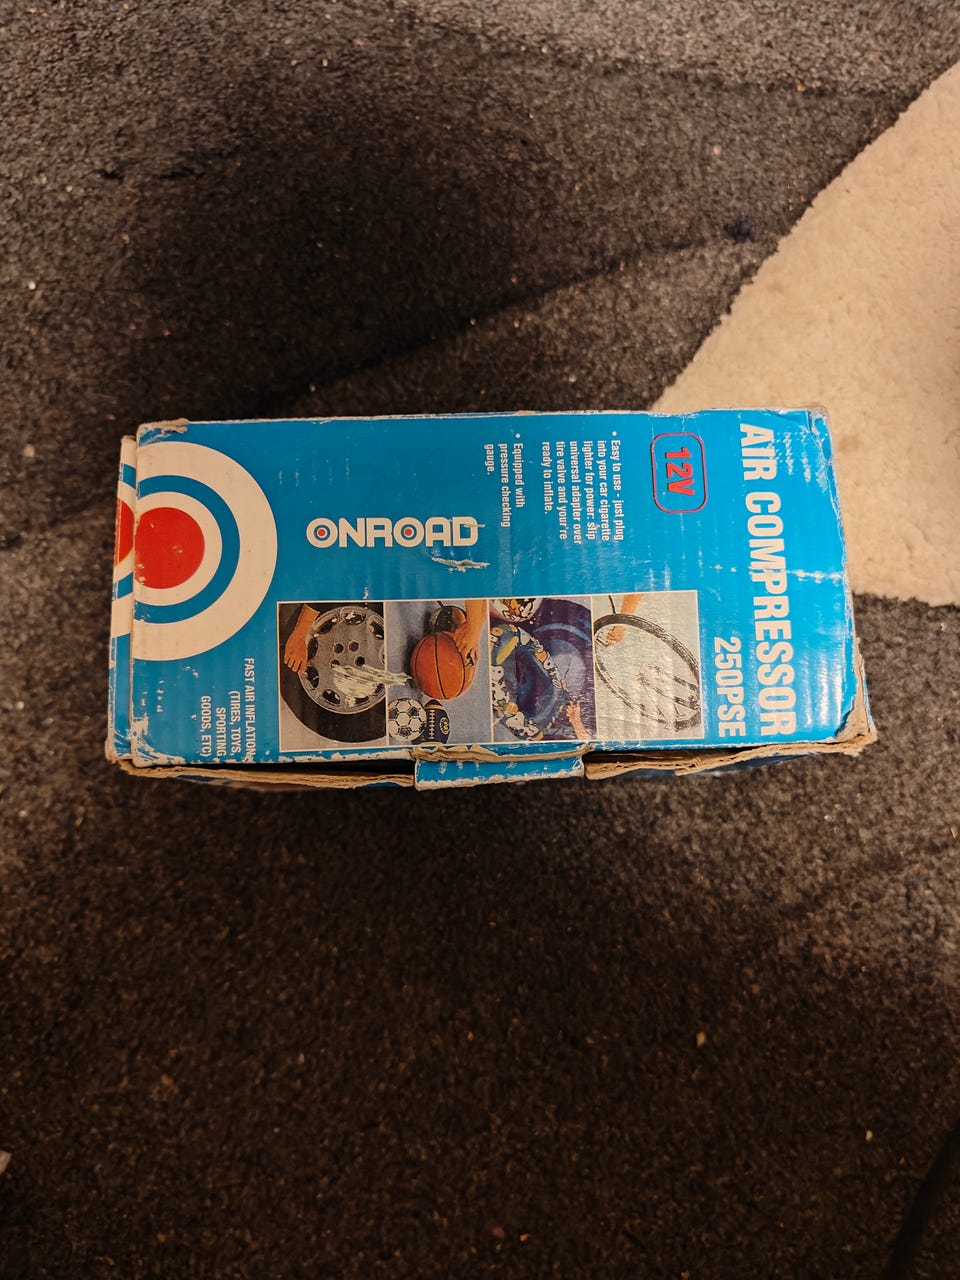 AIR COMPRESSOR
250PSE
12V
• Easy to use - just plug
into your car cigarette
lighter for power: slip
universal adapter over
tire valve and your're
ready to inflate.
• Equipped with
pressure checking
gauge.
ONROAD
FAST AIR INFLATION
(TIRES, TOYS,
SPORTING
GOODS, ETC)